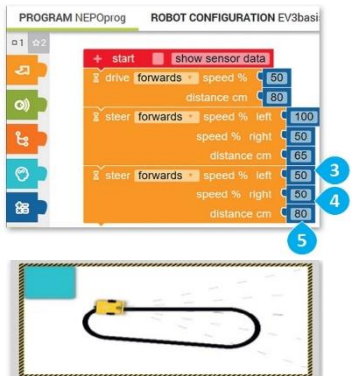 PROGRAM NEPOprog ROBOT CONFIGURATION EV3basi
1 2
+ start show sensor data
drive forwards speed % 50
distance cm 80
steer forwards speed % left 100
speed % right 50
distance cm 65
3
steer forwards speed % left 50
speed % right 50
4
distance cm 80
5